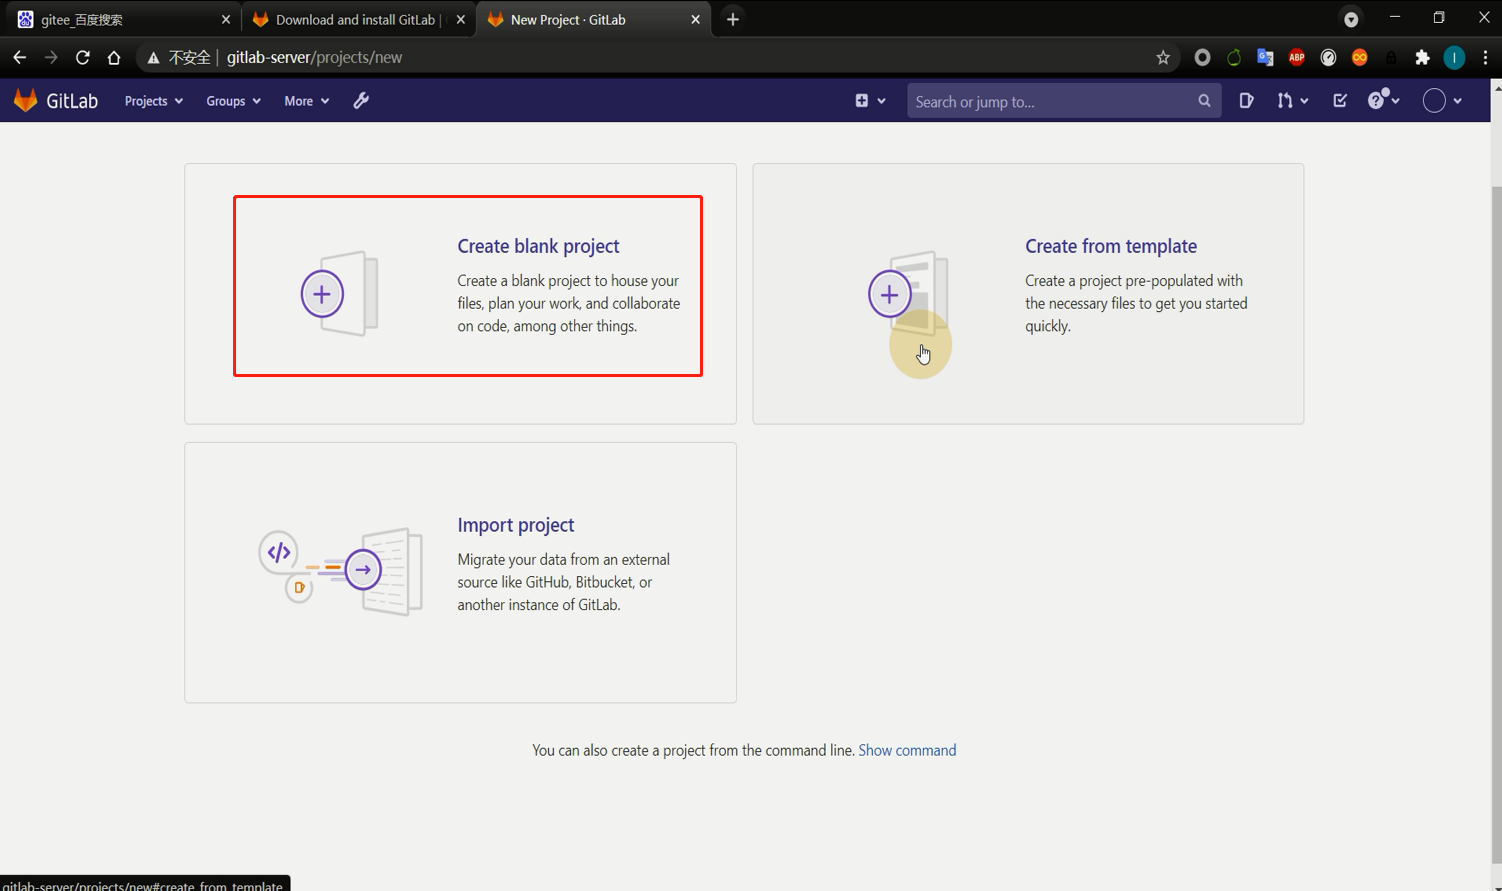 gitee_百度搜索
Download and install GitLab |
New Project · GitLab
不安全 | gitlab-server/projects/new
ABP
I
GitLab
Projects
Groups
More
Search or jump to...
Create blank project
Create a blank project to house your
files, plan your work, and collaborate
on code, among other things.
Create from template
Create a project pre-populated with
the necessary files to get you started
quickly.
Import project
Migrate your data from an external
source like GitHub, Bitbucket, or
another instance of GitLab.
You can also create a project from the command line. Show command
gitlab-server/projects/new#create_from_template